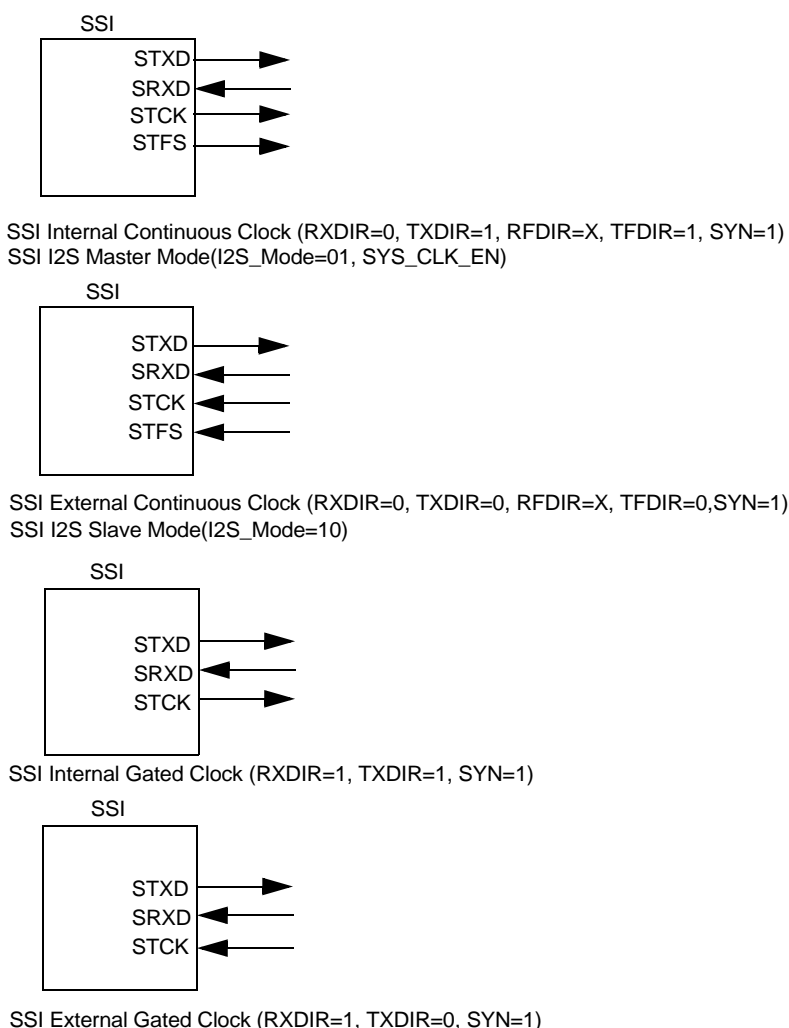 SSI
STXD
SRXD
STCK
STFS
SSI Internal Continuous Clock (RXDIR=0, TXDIR=1, RFDIR=X, TFDIR=1, SYN=1)
SSI I2S Master Mode(I2S_Mode=01, SYS_CLK_EN)
SSI
STXD
SRXD
STCK
STFS
SSI External Continuous Clock (RXDIR=0, TXDIR=0, RFDIR=X, TFDIR=0,SYN=1)
SSI I2S Slave Mode(I2S_Mode=10)
SSI
STXD
SRXD
STCK
SSI Internal Gated Clock (RXDIR=1, TXDIR=1, SYN=1)
SSI
STXD
SRXD
STCK
SSI External Gated Clock (RXDIR=1, TXDIR=0, SYN=1)